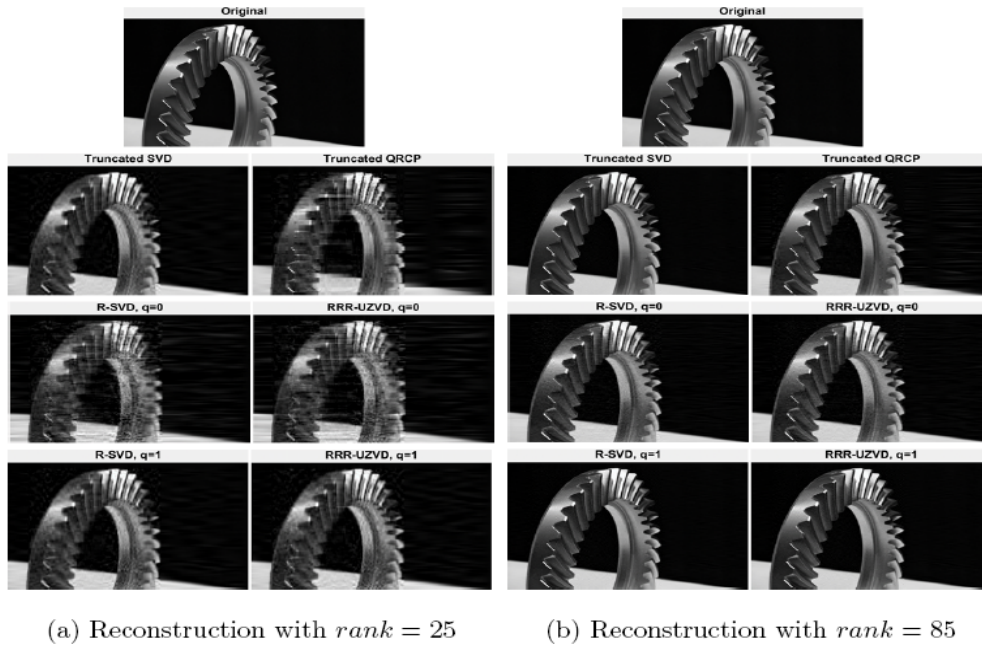 Original
Truncated SVD Truncated QRCP
R-SVD, q=0 RRR-UZVD, q=0
R-SVD, q=1 RRR-UZVD, q=1
(a) Reconstruction with rank = 25
Original
Truncated SVD Truncated QRCP
R-SVD, q=0 RRR-UZVD, q=0
R-SVD, q=1 RRR-UZVD, q=1
(b) Reconstruction with rank = 85